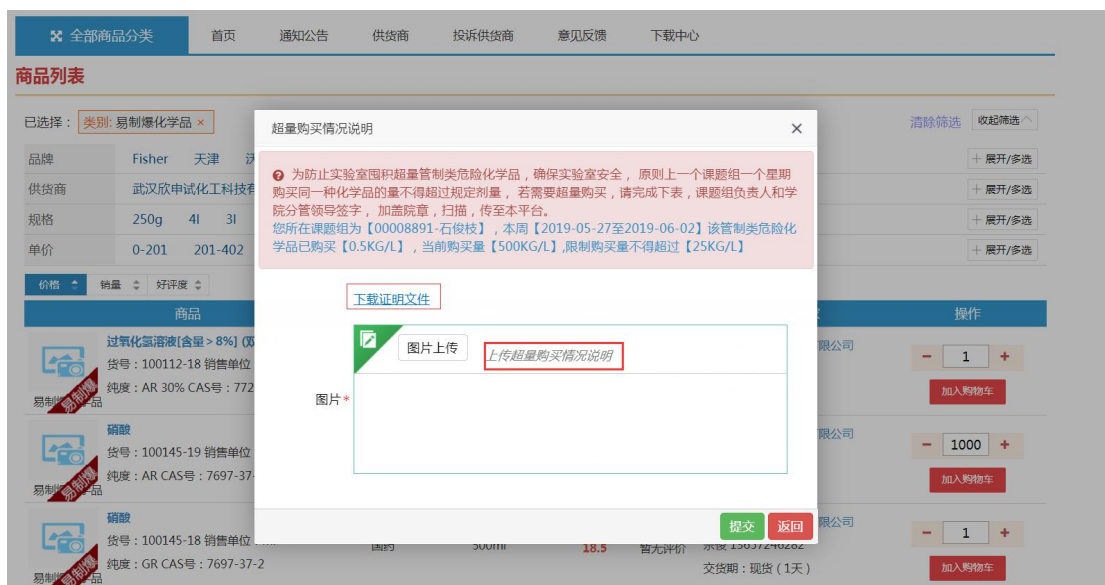 全部商品分类 首页 通知公告 供货商 投诉供货商 意见反馈 下载中心
商品列表
已选择： 类别: 易制爆化学品 × 清除筛选 收起筛选
品牌 Fisher 天津 ＋展开/多选
供货商 武汉欣申试化工科技有 ＋展开/多选
规格 250g 4l 3l ＋展开/多选
单价 0-201 201-402 ＋展开/多选
价格 销量 好评度
商品 操作
超量购买情况说明 ×
为防止实验室囤积超量管制类危险化学品，确保实验室安全，原则上一个课题组一个星期
购买同一种化学品的量不得超过规定剂量，若需要超量购买，请完成下表，课题组负责人和学
院分管领导签字，加盖院章，扫描，传至本平台。
您所在课题组为【00008891-石俊枝】，本周【2019-05-27至2019-06-02】该管制类危险化
学品已购买【0.5KG/L】，当前购买量【500KG/L】,限制购买量不得超过【25KG/L】
下载证明文件
图片上传 上传超量购买情况说明
图片*
提交 返回
过氧化氢溶液[含量＞8%] 限公司
货号：100112-18 销售单位 － 1 ＋
纯度：AR 30% CAS号：772
易制爆 加入购物车
硝酸 限公司
货号：100145-19 销售单位 － 1000 ＋
纯度：AR CAS号：7697-37-
易制爆 加入购物车
硝酸 限公司
货号：100145-18 销售单位 国药 500ml 18.5 暂无评价 15657246282 － 1 ＋
纯度：GR CAS号：7697-37-2 交货期：现货（1天）
易制爆 加入购物车